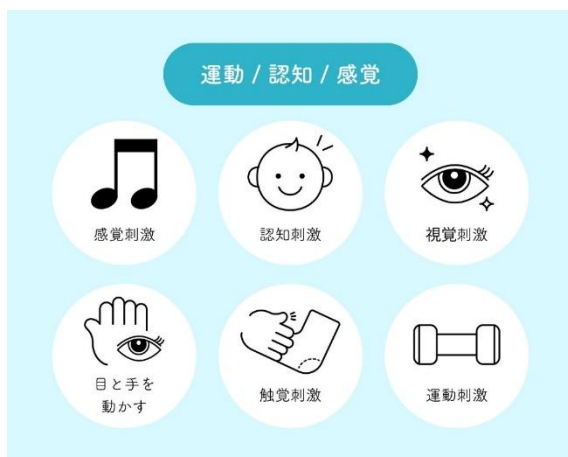 運動 / 認知 / 感覚
感覚刺激
認知刺激
視覚刺激
目と手を
動かす
触覚刺激
運動刺激